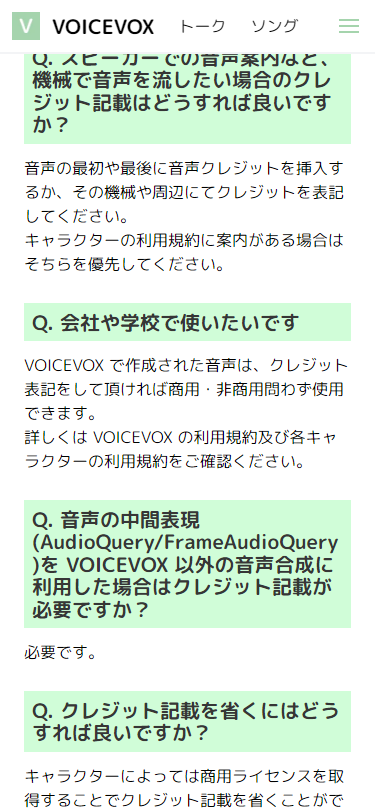 V VOICEVOX トーク ソング
Q. スピーカーでの音声案内など、
機械で音声を流したい場合のクレ
ジット記載はどうすれば良いです
か？
音声の最初や最後に音声クレジットを挿入す
るか、その機械や周辺にてクレジットを表記
してください。
キャラクターの利用規約に案内がある場合は
そちらを優先してください。
Q. 会社や学校で使いたいです
VOICEVOX で作成された音声は、クレジット
表記をして頂ければ商用・非商用問わず使用
できます。
詳しくは VOICEVOX の利用規約及び各キャ
ラクターの利用規約をご確認ください。
Q. 音声の中間表現
(AudioQuery/FrameAudioQuery
)を VOICEVOX 以外の音声合成に
利用した場合はクレジット記載が
必要ですか？
必要です。
Q. クレジット記載を省くにはどう
すれば良いですか？
キャラクターによっては商用ライセンスを取
得することでクレジット記載を省くことがで